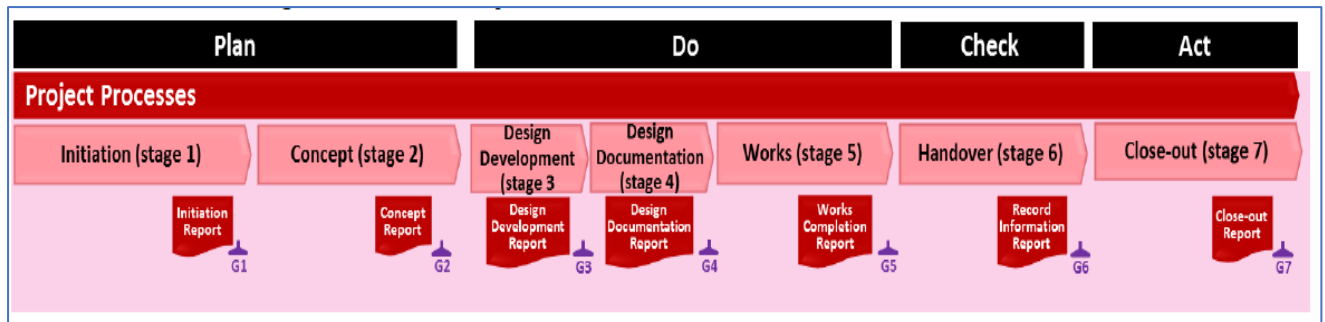 Plan
Do
Check
Act
Project Processes
Initiation (stage 1)
Concept (stage 2)
Design
Development
(stage 3
Design
Documentation
(stage 4)
Works (stage 5)
Handover (stage 6)
Close-out (stage 7)
Initiation
Report
G1
Concept
Report
G2
Design
Development
Report
G3
Design
Documentation
Report
G4
Works
Completion
Report
G5
Record
Information
Report
G6
Close-out
Report
G7